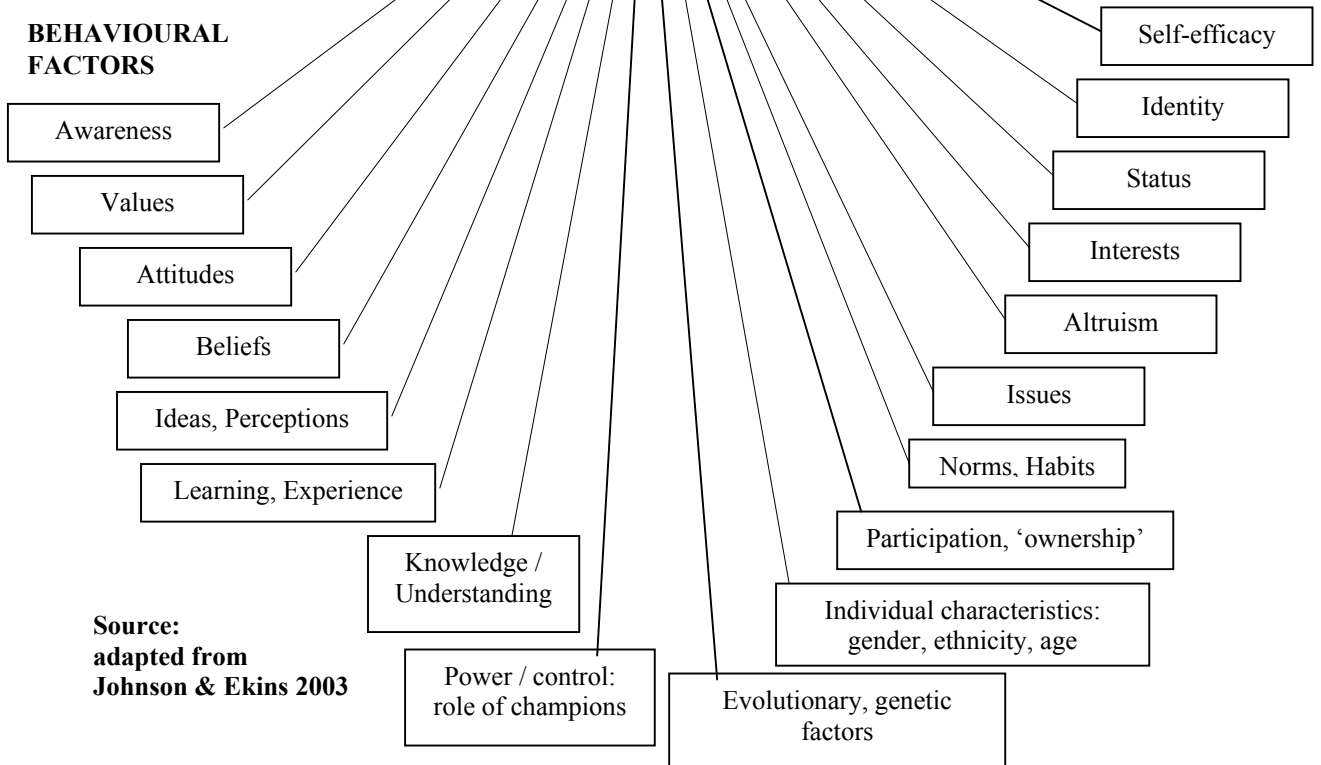 BEHAVIOURAL
FACTORS
Awareness
Values
Attitudes
Beliefs
Ideas, Perceptions
Learning, Experience
Knowledge /
Understanding
Power / control:
role of champions
Evolutionary, genetic
factors
Individual characteristics:
gender, ethnicity, age
Participation, ‘ownership’
Norms, Habits
Issues
Altruism
Interests
Status
Identity
Self-efficacy
Source:
adapted from
Johnson & Ekins 2003